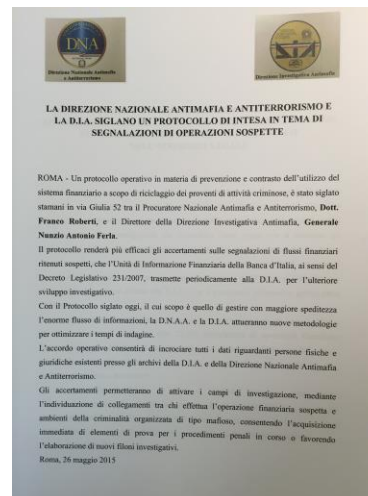 DNA
Direzione Nazionale Antimafia
e Antiterrorismo
Direzione Investigativa Antimafia
LA DIREZIONE NAZIONALE ANTIMAFIA E ANTITERRORISMO E
LA D.I.A. SIGLANO UN PROTOCOLLO DI INTESA IN TEMA DI
SEGNALAZIONI DI OPERAZIONI SOSPETTE
ROMA - Un protocollo operativo in materia di prevenzione e contrasto dell'utilizzo del
sistema finanziario a scopo di riciclaggio dei proventi di attività criminose, è stato siglato
stamani in via Giulia 52 tra il Procuratore Nazionale Antimafia e Antiterrorismo, Dott.
Franco Roberti, e il Direttore della Direzione Investigativa Antimafia, Generale
Nunzio Antonio Ferla.
Il protocollo renderà più efficaci gli accertamenti sulle segnalazioni di flussi finanziari
ritenuti sospetti, che l'Unità di Informazione Finanziaria della Banca d'Italia, ai sensi del
Decreto Legislativo 231/2007, trasmette periodicamente alla D.I.A. per l'ulteriore
sviluppo investigativo.
Con il Protocollo siglato oggi, il cui scopo è quello di gestire con maggiore speditezza
l'enorme flusso di informazioni, la D.N.A.A. e la D.I.A. attueranno nuove metodologie
per ottimizzare i tempi di indagine.
L'accordo operativo consentirà di incrociare tutti i dati riguardanti persone fisiche e
giuridiche esistenti presso gli archivi della D.I.A. e della Direzione Nazionale Antimafia
e Antiterrorismo.
Gli accertamenti permetteranno di attivare i campi di investigazione, mediante
l'individuazione di collegamenti tra chi effettua l'operazione finanziaria sospetta e
ambienti della criminalità organizzata di tipo mafioso, consentendo l'acquisizione
immediata di elementi di prova per i procedimenti penali in corso o favorendo
l'elaborazione di nuovi filoni investigativi.
Roma, 26 maggio 2015